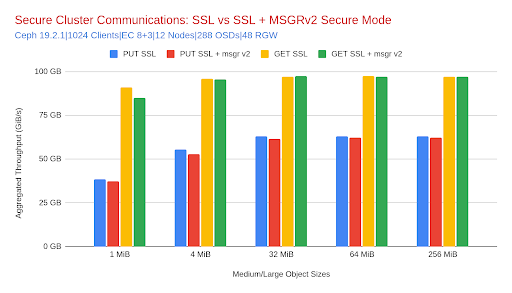 Secure Cluster Communications: SSL vs SSL + MSGRv2 Secure Mode
Ceph 19.2.1|1024 Clients|EC 8+3|12 Nodes|288 OSDs|48 RGW
PUT SSL PUT SSL + msgr v2 GET SSL GET SSL + msgr v2
Aggregated Throughput (GiB/s)
100 GB
75 GB
50 GB
25 GB
0 GB
1 MiB 4 MiB 32 MiB 64 MiB 256 MiB
Medium/Large Object Sizes